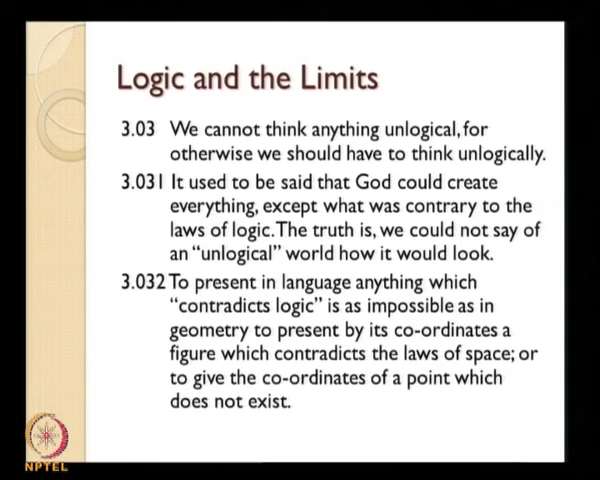 Logic and the Limits
3.03 We cannot think anything unlogical, for
otherwise we should have to think unlogically.
3.031 It used to be said that God could create
everything, except what was contrary to the
laws of logic. The truth is, we could not say of
an “unlogical” world how it would look.
3.032 To present in language anything which
“contradicts logic” is as impossible as in
geometry to present by its co-ordinates a
figure which contradicts the laws of space; or
to give the co-ordinates of a point which
does not exist.
NPTEL